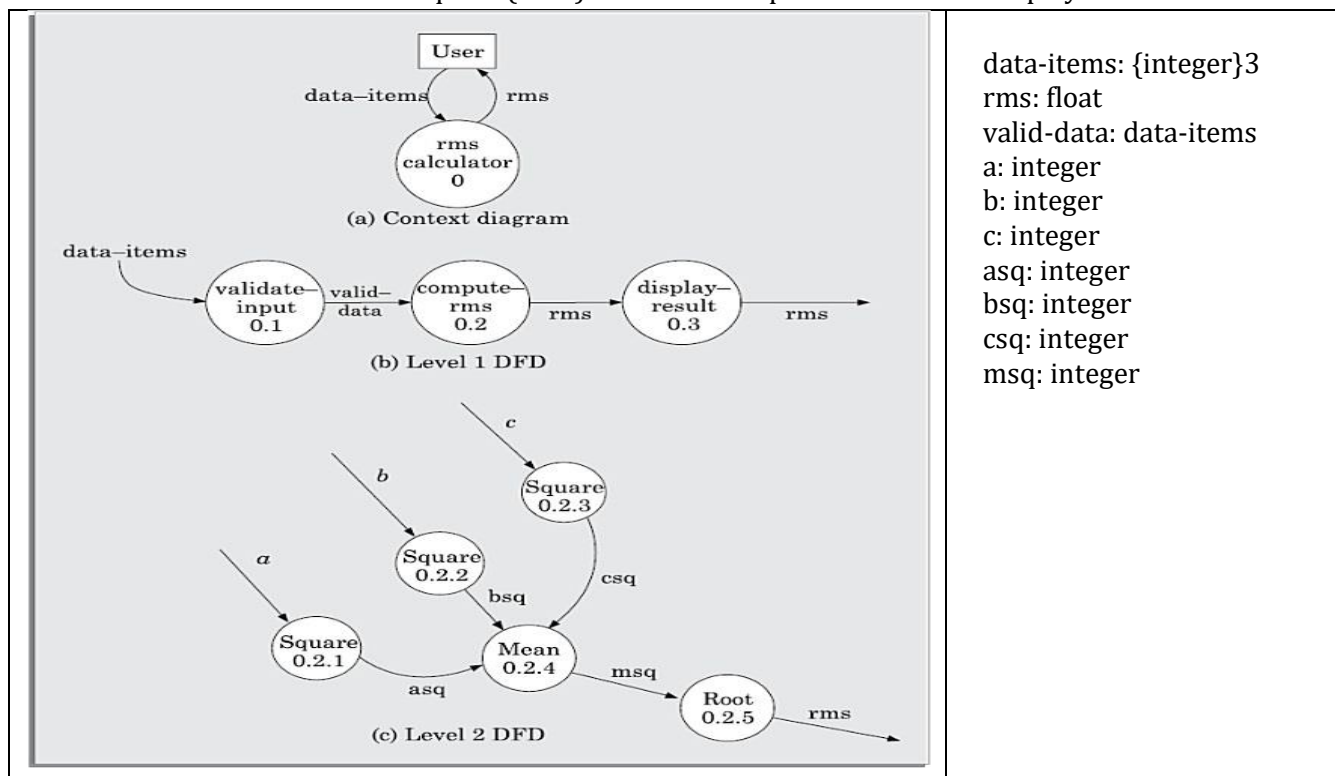 User
data–items
rms
rms
calculator
0
(a) Context diagram
data–items
validate–
input
0.1
valid–
data
compute–
rms
0.2
rms
display–
result
0.3
rms
(b) Level 1 DFD
c
Square
0.2.3
b
Square
0.2.2
csq
bsq
a
Square
0.2.1
Mean
0.2.4
asq
msq
Root
0.2.5
rms
(c) Level 2 DFD
data-items: {integer}3
rms: float
valid-data: data-items
a: integer
b: integer
c: integer
asq: integer
bsq: integer
csq: integer
msq: integer